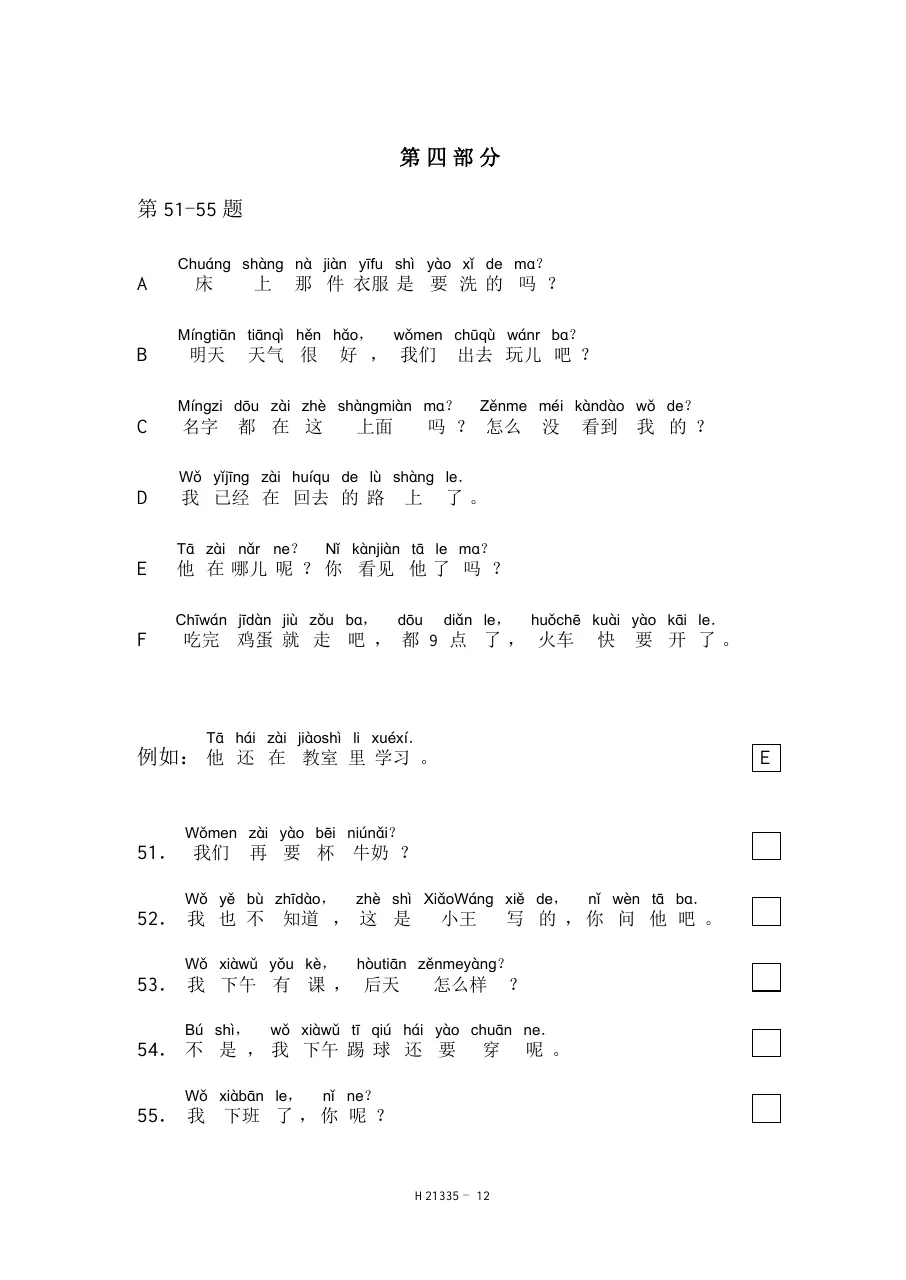 第四部分
第 51-55 题
Chuáng shàng nà jiàn yīfu shì yào xǐ de ma？
A 床上那件衣服是要洗的吗？
Míngtiān tiānqì hěn hǎo， wǒmen chūqù wánr ba？
B 明天天气很好，我们出去玩儿吧？
Míngzi dōu zài zhè shàngmiàn ma？ Zěnme méi kàndào wǒ de？
C 名字都在这上面吗？怎么没看到我的？
Wǒ yǐjīng zài huíqu de lù shàng le.
D 我已经在回去的路上了。
Tā zài nǎr ne？ Nǐ kànjiàn tā le ma？
E 他在哪儿呢？你看见他了吗？
Chīwán jīdàn jiù zǒu ba， dōu diǎn le， huǒchē kuài yào kāi le.
F 吃完鸡蛋就走吧，都 9 点了，火车快要开了。
Tā hái zài jiàoshì li xuéxí.
例如：他还在教室里学习。 E
Wǒmen zài yào bēi niúnǎi？
51. 我们再要杯牛奶？
Wǒ yě bù zhīdào， zhè shì XiǎoWáng xiě de， nǐ wèn tā ba.
52. 我也不知道，这是小王写的，你问他吧。
Wǒ xiàwǔ yǒu kè， hòutiān zěnmeyàng？
53. 我下午有课，后天怎么样？
Bú shì， wǒ xiàwǔ tī qiú hái yào chuān ne.
54. 不是，我下午踢球还要穿呢。
Wǒ xiàbān le， nǐ ne？
55. 我下班了，你呢？
H21335 - 12